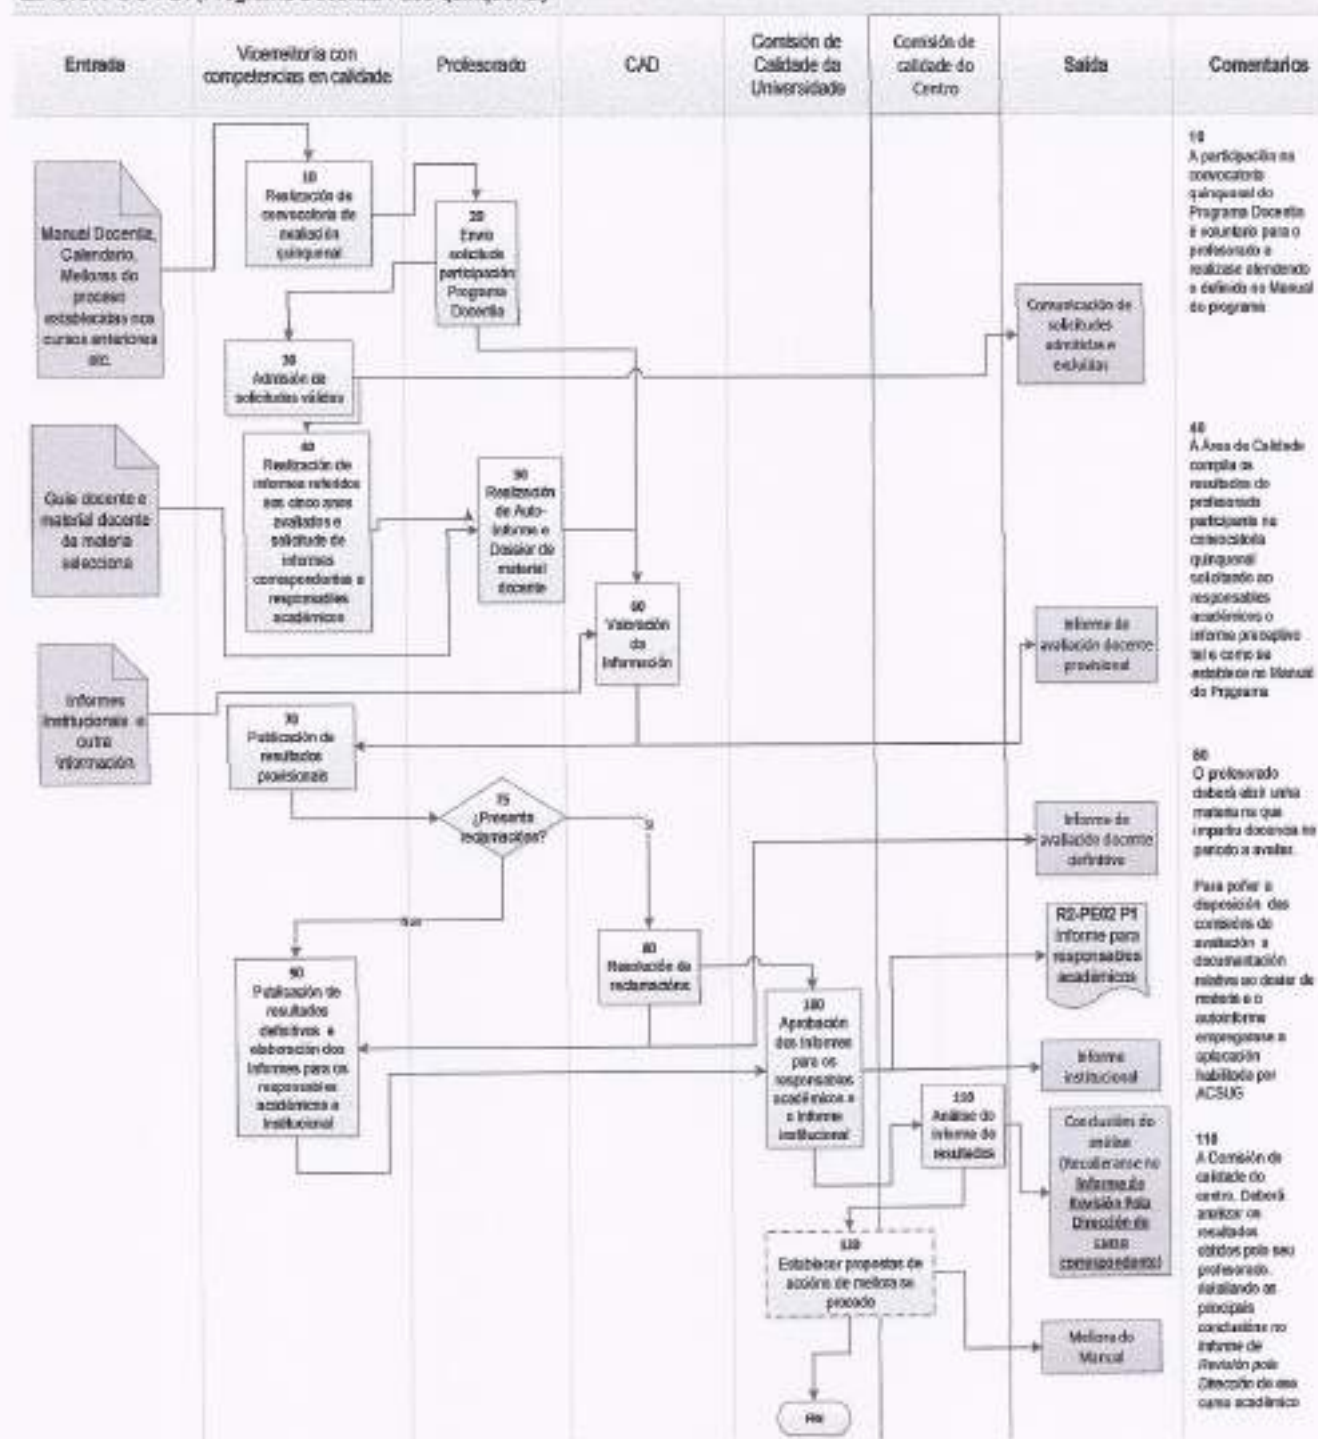 Entrada
Vicerreitoría con
competencias en calidade
Profesorado
CAD
Comisión de
Calidade da
Universidade
Comisión de
calidade do
Centro
Saída
Comentarios
Manual Docentia,
Calendario,
Melloras do
proceso
establecidas nos
cursos anteriores
etc.
10
Realización de
convocatoria de
avaliación
quinquenal
20
Envío
solicitude
participación
Programa
Docentia
30
Admisión de
solicitudes válidas
Comunicación de
solicitudes
admitidas e
excluídas
10
A participación na
convocatoria
quinquenal do
Programa Docentia
é voluntario para o
profesorado e
realízase atendendo
o definido no Manual
do programa
Guía docente e
material docente
da materia
selecciona
40
Realización de
informes referidos
aos cinco anos
avaliados e
solicitude de
informes
correspondentes a
responsables
académicos
50
Realización
de Auto-
Informe e
Dossier de
material
docente
60
Valoración
da
Información
Informe de
avaliación docente
provisional
40
A Área de Calidade
compila os
resultados do
profesorado
participante na
convocatoria
quinquenal
solicitando ao
responsables
académicos o
informe preceptivo
tal e como se
establece no Manual
do Programa
Informes
Institucionais e
outra
información
70
Publicación de
resultados
provisionais
75
¿Presenta
reclamacións?
Si
Non
80
Resolución de
reclamacións
Informe de
avaliación docente
definitivo
R2-PE02 P1
Informe para
responsables
académicos
90
Publicación de
resultados
definitivos e
elaboración dos
Informes para os
responsables
académicos e
Institucional
100
Aprobación
dos Informes
para os
responsables
académicos e
o Informe
institucional
Informe
institucional
110
Análise do
informe de
resultados
Conclusións do
análise
(Recolleranse no
Informe de
Revisión Pola
Dirección do
curso
correspondente)
120
Establecer propostas de
accións de mellora se
procede
Mellora do
Manual
FIN
80
O profesorado
deberá elixir unha
materia na que
impartiu docencia no
periodo a avaliar.
Para poñer a
disposición das
comisións de
avaliación a
documentación
relativa ao dosier de
materia e o
autoinforme
empregarase a
aplicación
habilitada por
ACSUG
110
A Comisión de
calidade do
centro. Deberá
analizar os
resultados
obtidos polo seu
profesorado.
detallando as
principais
conclusións no
Informe de
Revisión pola
Dirección do ese
curso académico